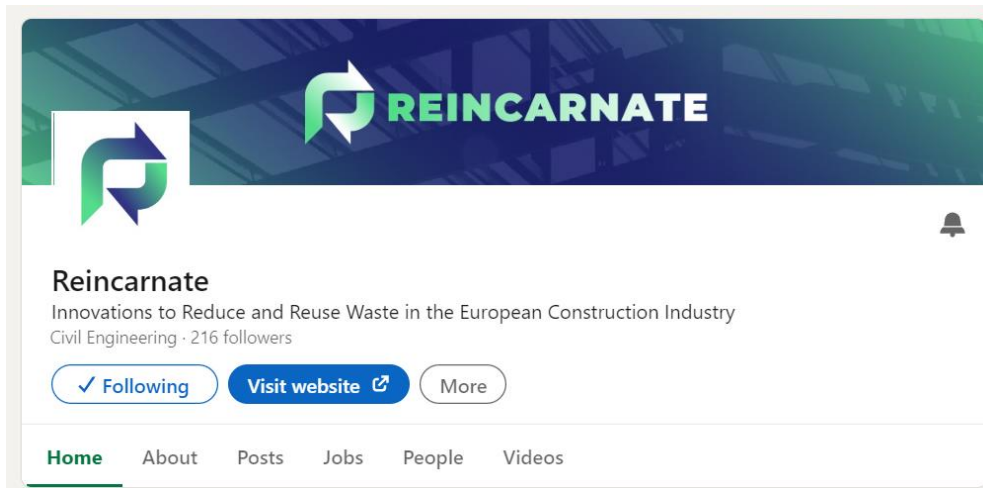 REINCARNATE
Reincarnate
Innovations to Reduce and Reuse Waste in the European Construction Industry
Civil Engineering · 216 followers
✓ Following Visit website More
Home About Posts Jobs People Videos